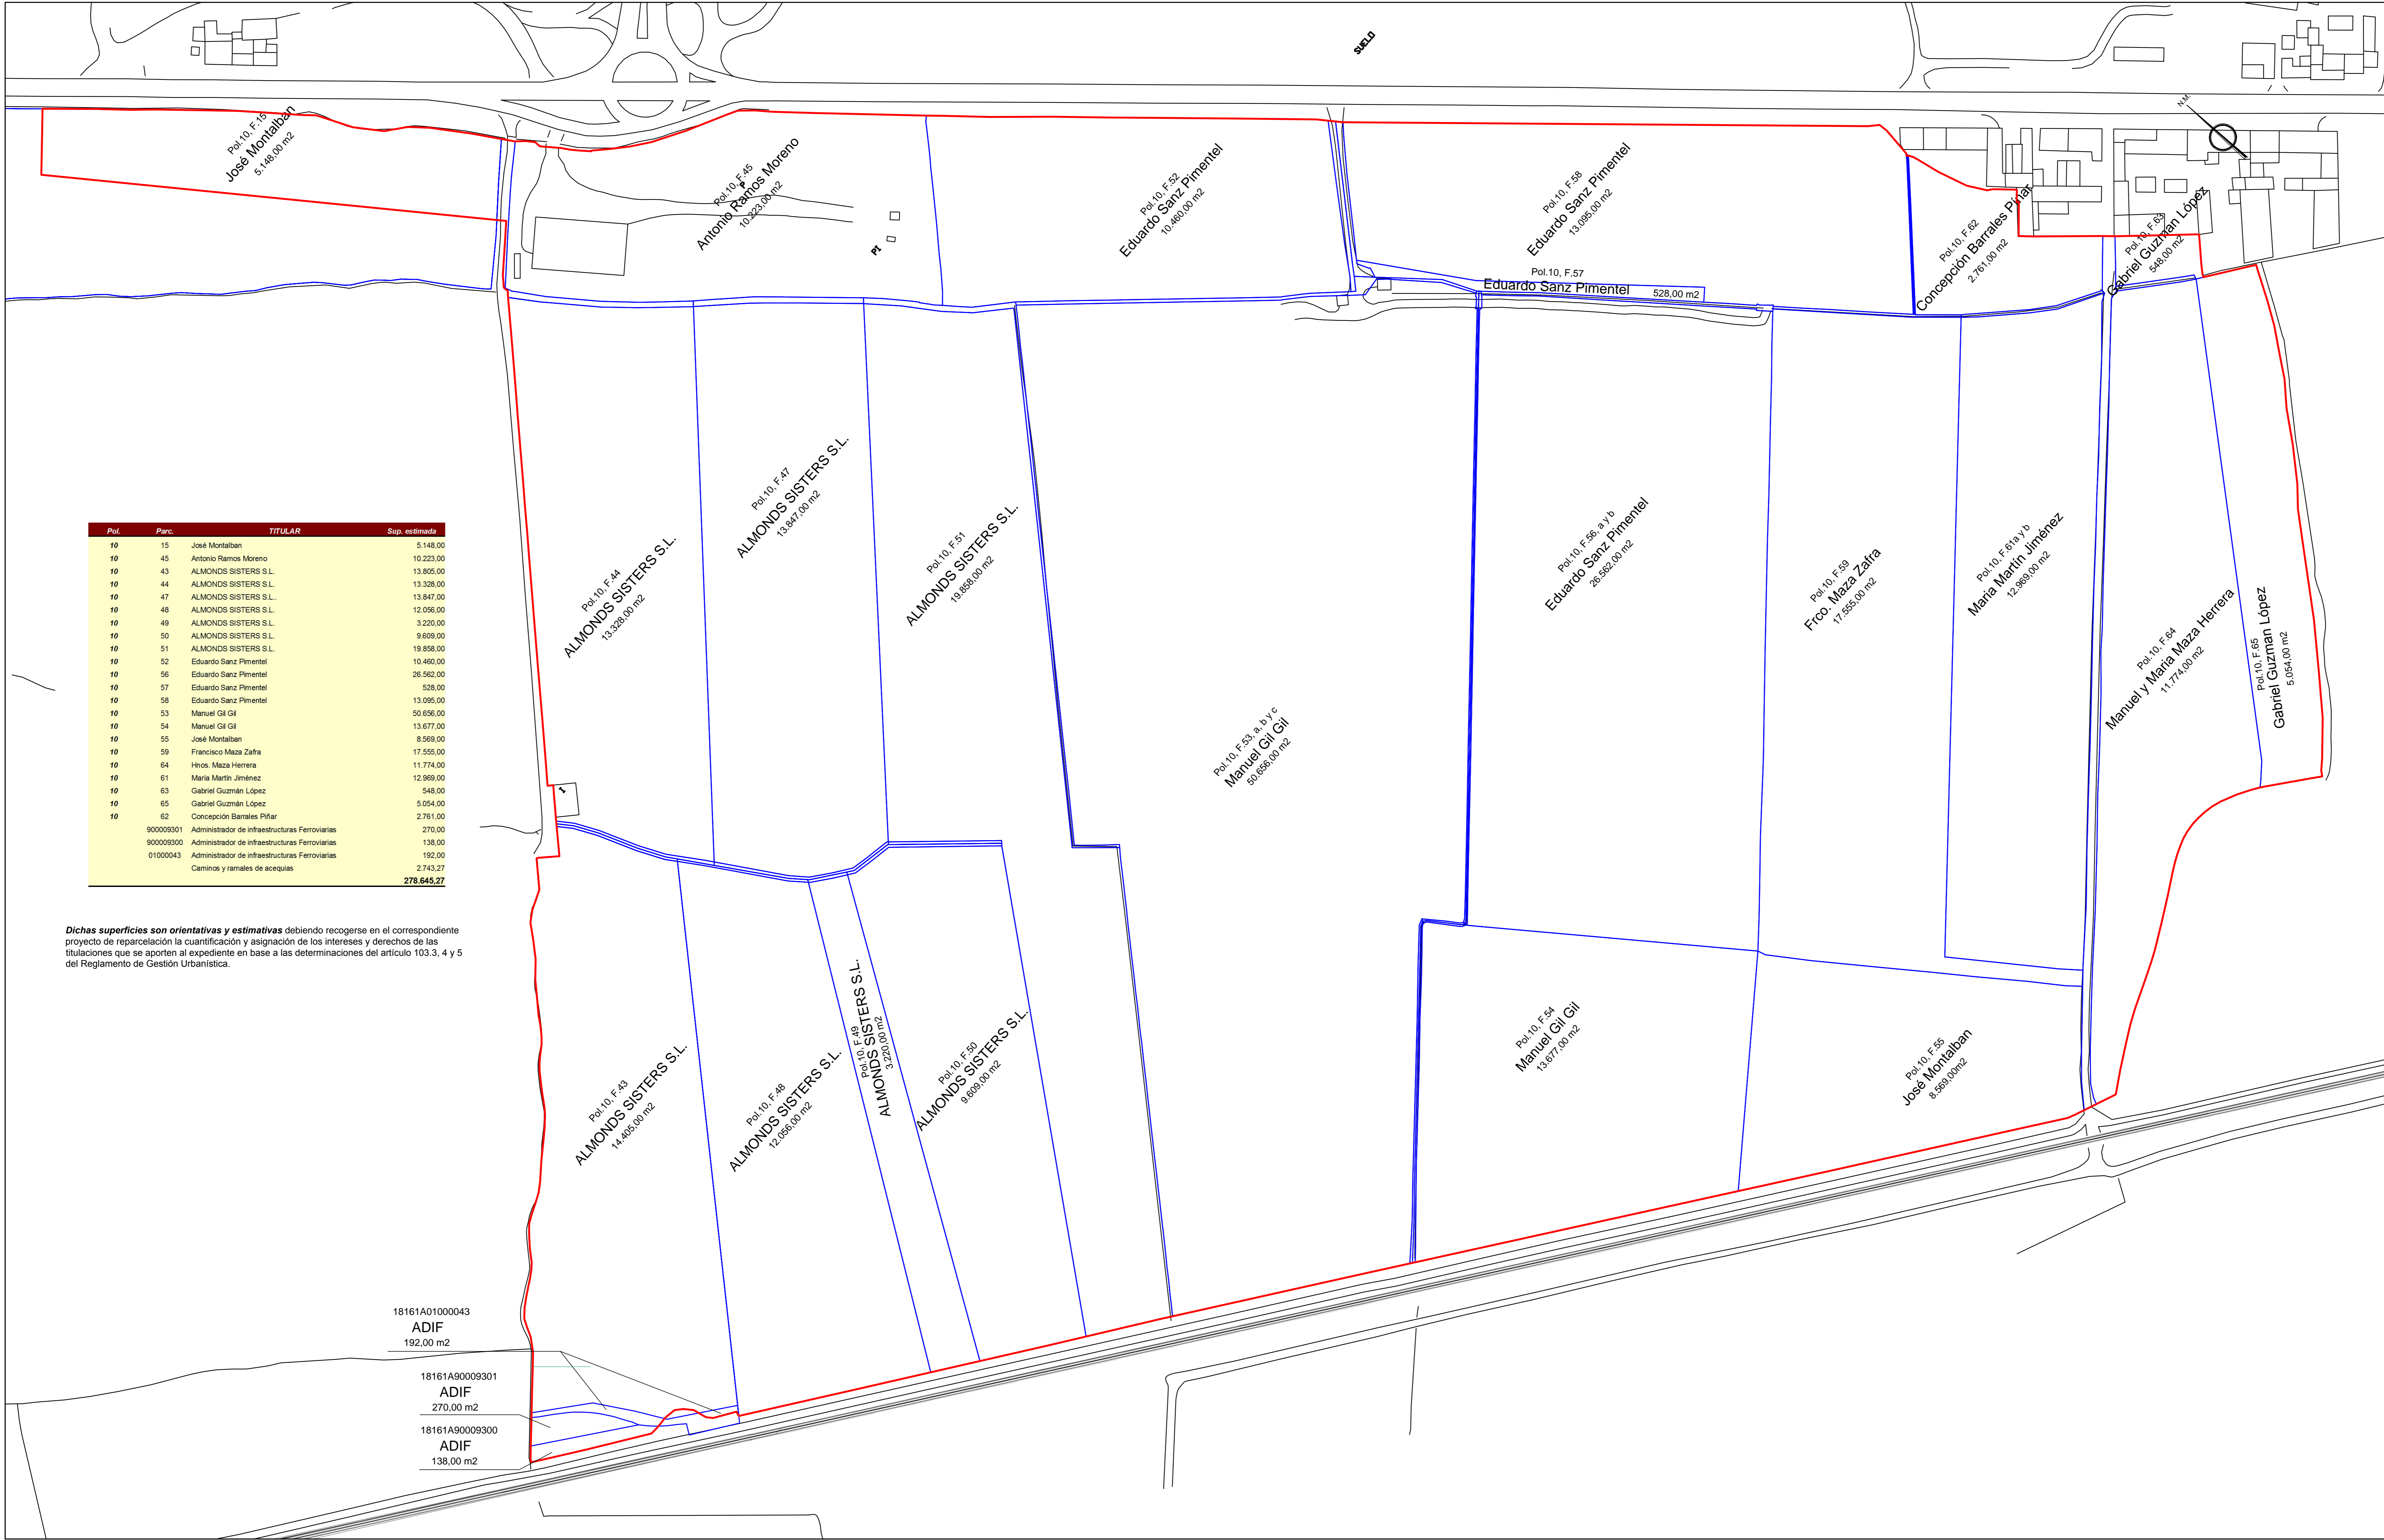 SUELO
N.M.
Pol.10, F.15
José Montalban
5.148,00 m2
Pol.10, F.45
P
Antonio Ramos Moreno
10.223,00 m2
PI
Pol.10, F.52
Eduardo Sanz Pimentel
10.460,00 m2
Pol.10, F.58
Eduardo Sanz Pimentel
13.095,00 m2
Pol.10, F.57
Eduardo Sanz Pimentel
528,00 m2
Pol.10, F.62
Concepción Barrales Piñar
2.761,00 m2
Pol.10, F.63
Gabriel Guzman López
548,00 m2
Pol.10, F.44
ALMONDS SISTERS S.L.
13.328,00 m2
Pol.10, F.47
ALMONDS SISTERS S.L.
13.847,00 m2
Pol.10, F.51
ALMONDS SISTERS S.L.
19.858,00 m2
Pol.10, F.53, a, b y c
Manuel Gil Gil
50.656,00 m2
Pol.10, F.56, a y b
Eduardo Sanz Pimentel
26.562,00 m2
Pol.10, F.59
Frco. Maza Zafra
17.555,00 m2
Pol.10, F.61a y b
Maria Martín Jiménez
12.969,00 m2
Pol.10, F.64
Manuel y Maria Maza Herrera
11.774,00 m2
Pol.10, F.65
Gabriel Guzman López
5.054,00 m2
Pol. Parc. TITULAR Sup. estimada
10 15 José Montalban 5.148,00
10 45 Antonio Ramos Moreno 10.223,00
10 43 ALMONDS SISTERS S.L. 13.805,00
10 44 ALMONDS SISTERS S.L. 13.328,00
10 47 ALMONDS SISTERS S.L.. 13.847,00
10 48 ALMONDS SISTERS S.L. 12.056,00
10 49 ALMONDS SISTERS S.L. 3.220,00
10 50 ALMONDS SISTERS S.L. 9.609,00
10 51 ALMONDS SISTERS S.L. 19.858,00
10 52 Eduardo Sanz Pimentel 10.460,00
10 56 Eduardo Sanz Pimentel 26.562,00
10 57 Eduardo Sanz Pimentel 528,00
10 58 Eduardo Sanz Pimentel 13.095,00
10 53 Manuel Gil Gil 50.656,00
10 54 Manuel Gil Gil 13.677,00
10 55 José Montalban 8.569,00
10 59 Francisco Maza Zafra 17.555,00
10 64 Hnos. Maza Herrera 11.774,00
10 61 Maria Martín Jiménez 12.969,00
10 63 Gabriel Guzmán López 548,00
10 65 Gabriel Guzmán López 5.054,00
10 62 Concepción Barrales Piñar 2.761,00
900009301 Administrador de infraestructuras Ferroviarias 270,00
900009300 Administrador de infraestructuras Ferroviarias 138,00
01000043 Administrador de infraestructuras Ferroviarias 192,00
Caminos y ramales de acequias 2.743,27
278.645,27
Dichas superficies son orientativas y estimativas debiendo recogerse en el correspondiente
proyecto de reparcelación la cuantificación y asignación de los intereses y derechos de las
titulaciones que se aporten al expediente en base a las determinaciones del artículo 103.3, 4 y 5
del Reglamento de Gestión Urbanística.
I
Pol.10, F.43
ALMONDS SISTERS S.L.
14.405,00 m2
Pol.10, F.48
ALMONDS SISTERS S.L.
12.056,00 m2
Pol.10, F.49
ALMONDS SISTERS S.L.
3.220,00 m2
Pol.10, F.50
ALMONDS SISTERS S.L.
9.609,00 m2
Pol.10, F.54
Manuel Gil Gil
13.677,00 m2
Pol.10, F.55
José Montalban
8.569,00m2
18161A01000043
ADIF
192,00 m2
18161A90009301
ADIF
270,00 m2
18161A90009300
ADIF
138,00 m2